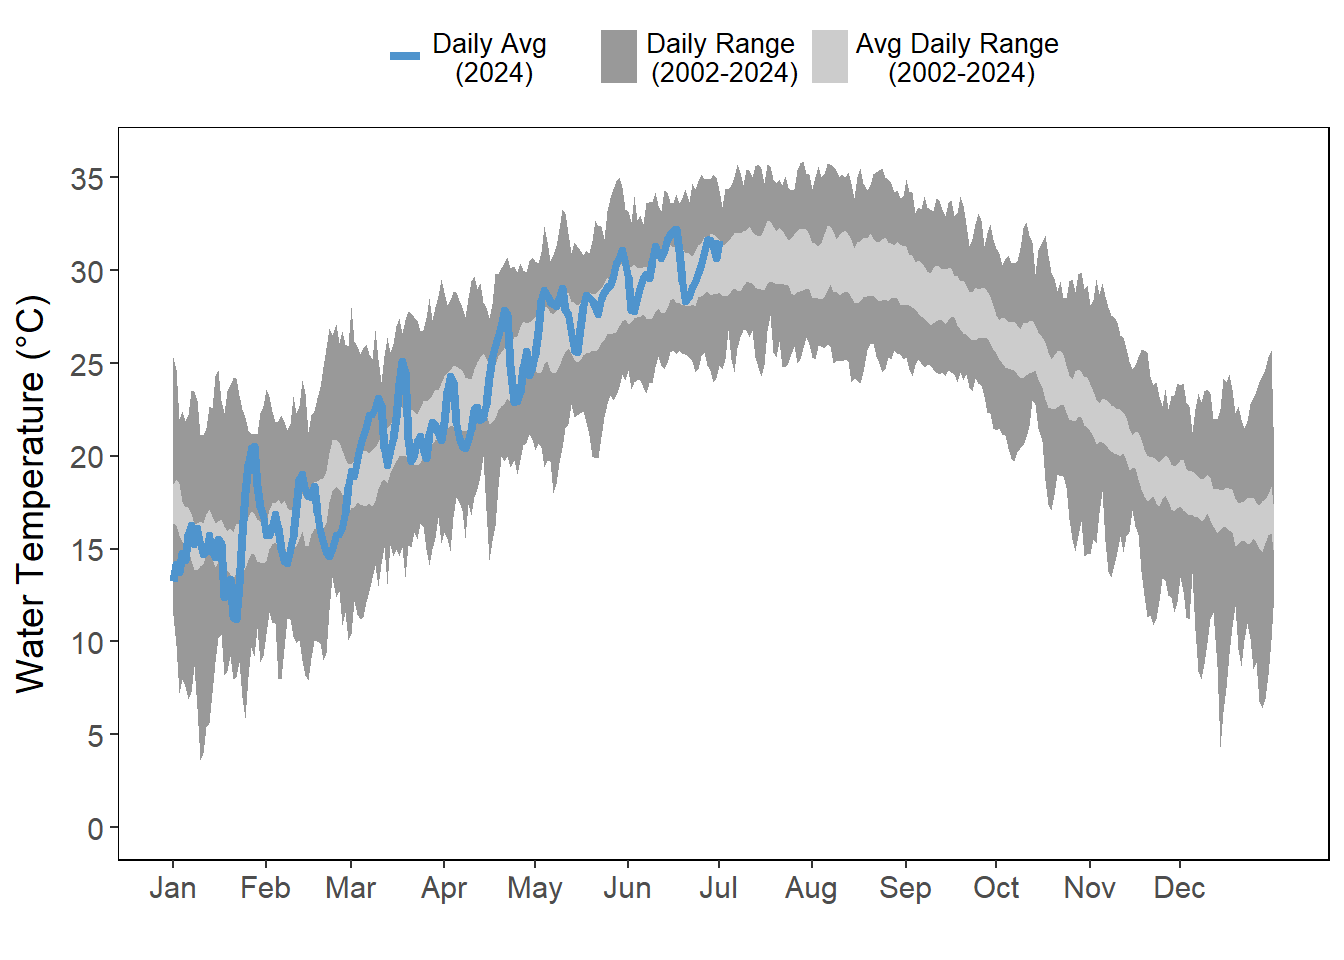 Daily Avg
(2024)
Daily Range
(2002-2024)
Avg Daily Range
(2002-2024)
Water Temperature (°C)
35
30
25
20
15
10
5
0
Jan Feb Mar Apr May Jun Jul Aug Sep Oct Nov Dec